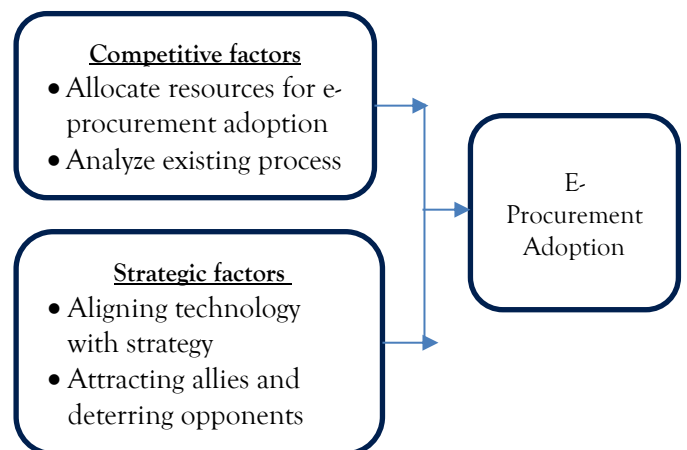 Competitive factors
• Allocate resources for e-
procurement adoption
• Analyze existing process
E-
Procurement
Adoption
Strategic factors
• Aligning technology
with strategy
• Attracting allies and
deterring opponents